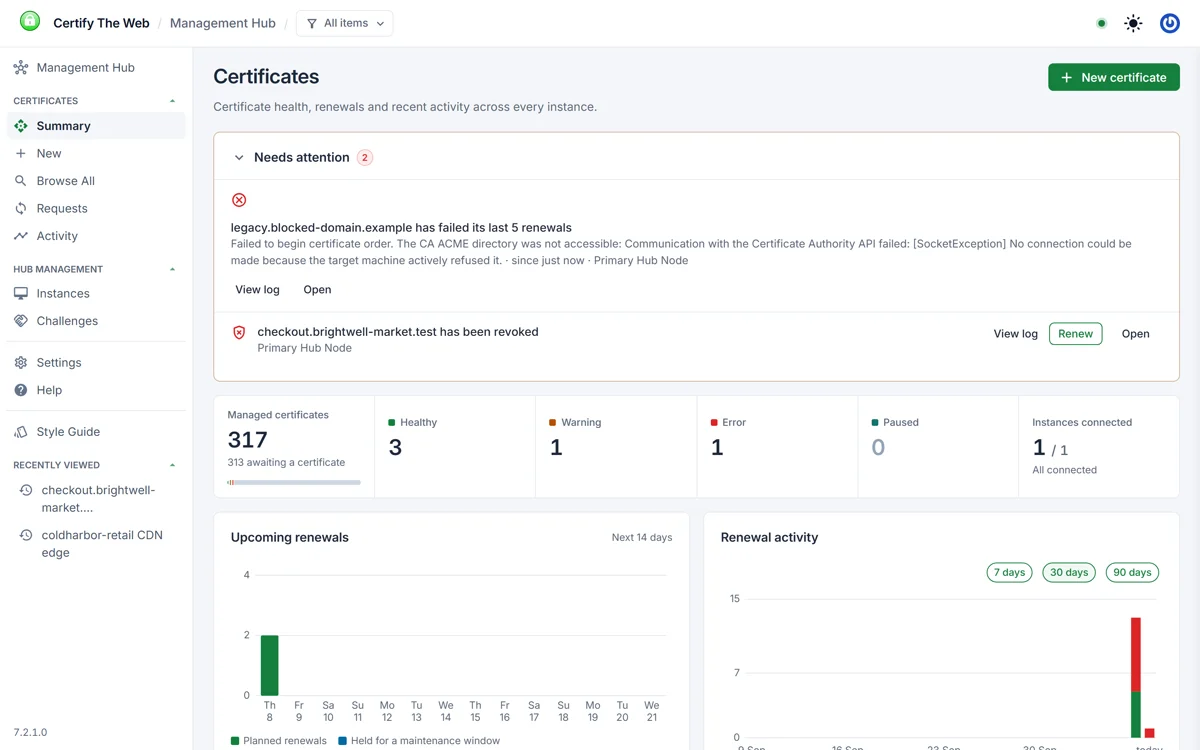 Certify The Web / Management Hub / All items
Management Hub
CERTIFICATES
Summary
New
Browse All
Requests
Activity
HUB MANAGEMENT
Instances
Challenges
Settings
Help
Style Guide
RECENTLY VIEWED
checkout.brightwell-
market....
coldharbor-retail CDN
edge
7.2.1.0
Certificates
New certificate
Certificate health, renewals and recent activity across every instance.
Needs attention 2
legacy.blocked-domain.example has failed its last 5 renewals
Failed to begin certificate order. The CA ACME directory was not accessible: Communication with the Certificate Authority API failed: [SocketException] No connection could be
made because the target machine actively refused it. · since just now · Primary Hub Node
View log Open
checkout.brightwell-market.test has been revoked
Primary Hub Node
View log Renew Open
Managed certificates
317
313 awaiting a certificate
Healthy
3
Warning
1
Error
1
Paused
0
Instances connected
1 / 1
All connected
Upcoming renewals Next 14 days
4
2
0
Th Fr Sa Su Mo Tu We Th Fr Sa Su Mo Tu We
8 9 10 11 12 13 14 15 16 17 18 19 20 21
Planned renewals Held for a maintenance window
Renewal activity
7 days 30 days 90 days
15
7
0
9 Sep 16 Sep 23 Sep 30 Sep today